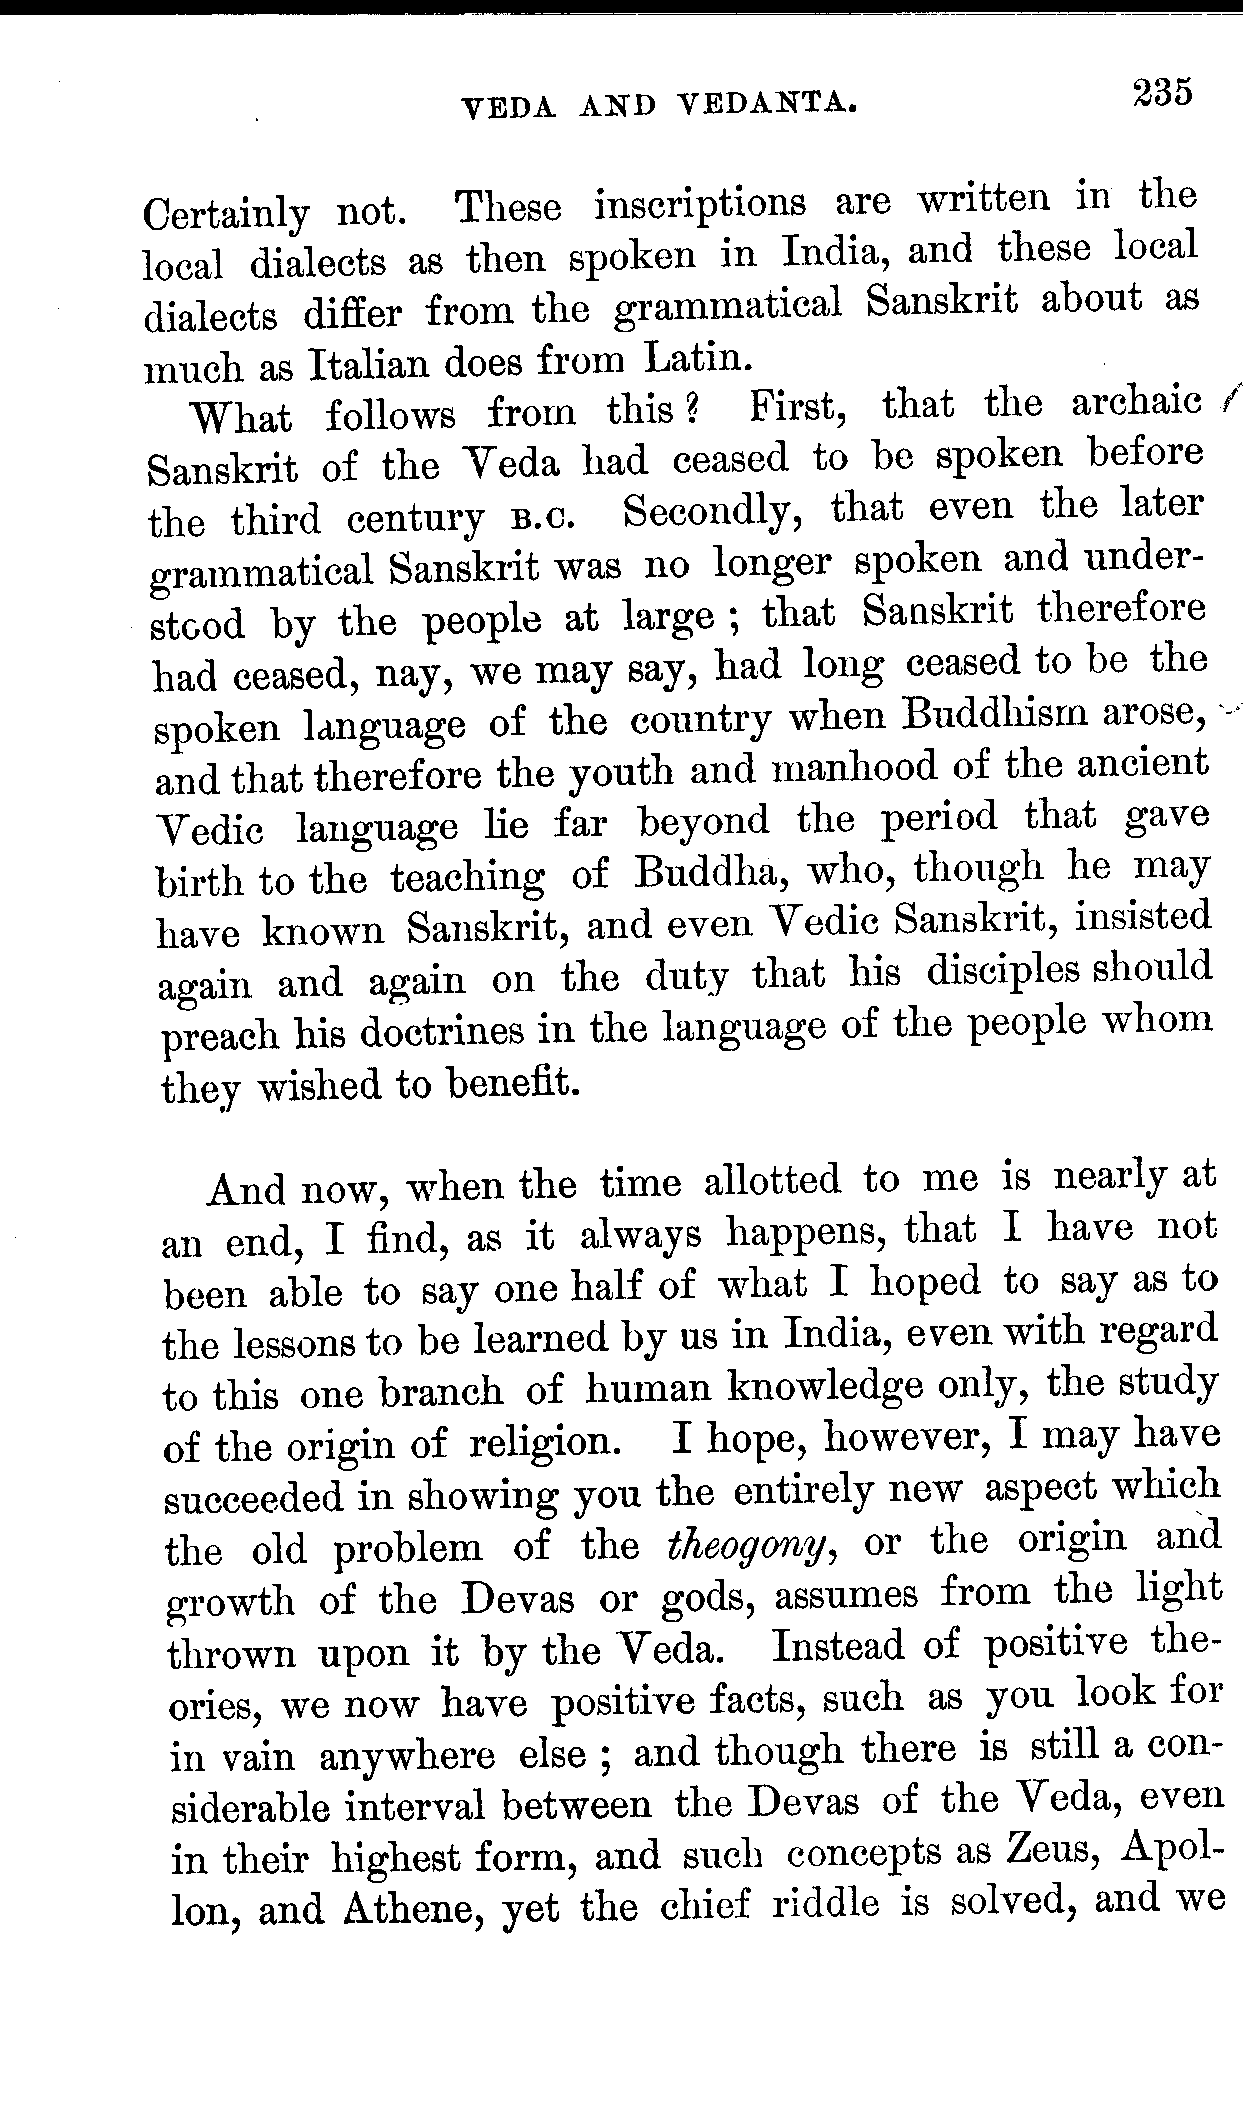 VEDA AND VEDANTA. 235
Certainly not. These inscriptions are written in the
local dialects as then spoken in India, and these local
dialects differ from the grammatical Sanskrit about as
much as Italian does from Latin.
What follows from this? First, that the archaic
Sanskrit of the Veda had ceased to be spoken before
the third century B.C. Secondly, that even the later
grammatical Sanskrit was no longer spoken and under-
stood by the people at large; that Sanskrit therefore
had ceased, nay, we may say, had long ceased to be the
spoken language of the country when Buddhism arose,
and that therefore the youth and manhood of the ancient
Vedic language lie far beyond the period that gave
birth to the teaching of Buddha, who, though he may
have known Sanskrit, and even Vedic Sanskrit, insisted
again and again on the duty that his disciples should
preach his doctrines in the language of the people whom
they wished to benefit.
And now, when the time allotted to me is nearly at
an end, I find, as it always happens, that I have not
been able to say one half of what I hoped to say as to
the lessons to be learned by us in India, even with regard
to this one branch of human knowledge only, the study
of the origin of religion. I hope, however, I may have
succeeded in showing you the entirely new aspect which
the old problem of the theogony, or the origin and
growth of the Devas or gods, assumes from the light
thrown upon it by the Veda. Instead of positive the-
ories, we now have positive facts, such as you look for
in vain anywhere else; and though there is still a con-
siderable interval between the Devas of the Veda, even
in their highest form, and such concepts as Zeus, Apol-
lon, and Athene, yet the chief riddle is solved, and we